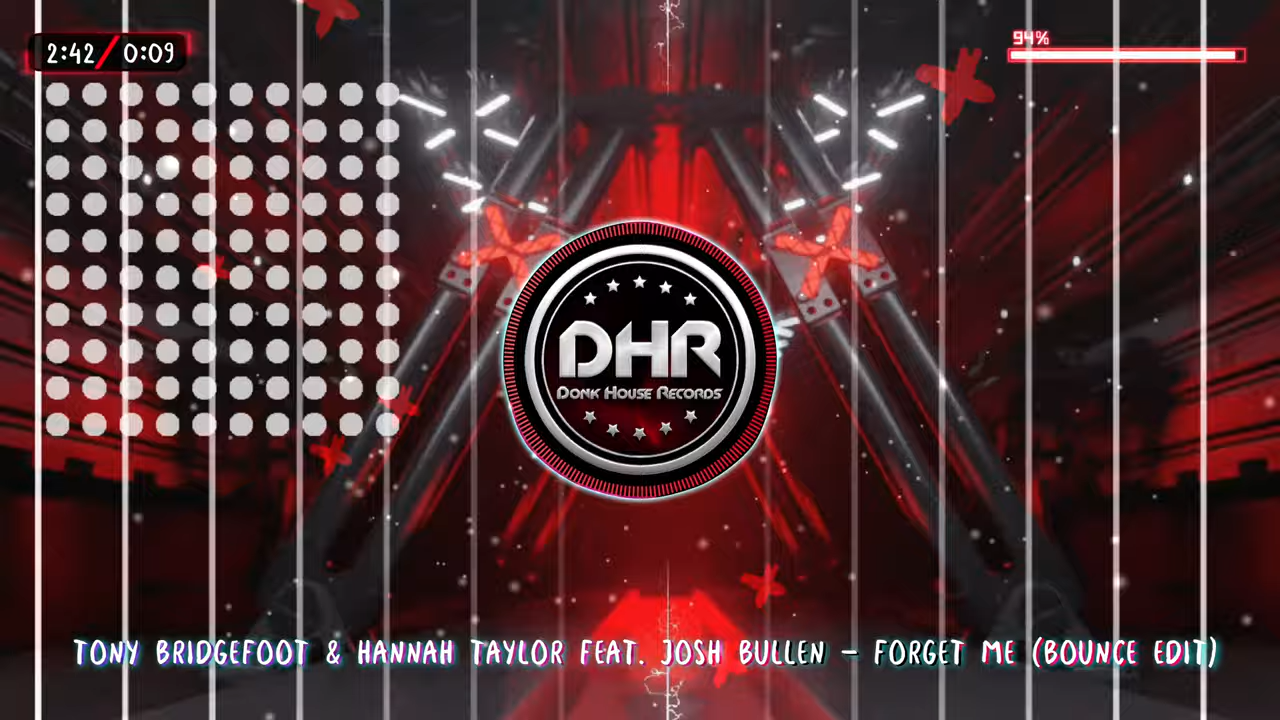 2:42/0:09
94%
DHR
DONK HOUSE RECORDS
TONY BRIDGEFOOT & HANNAH TAYLOR FEAT. JOSH BULLEN – FORGET ME (BOUNCE EDIT)